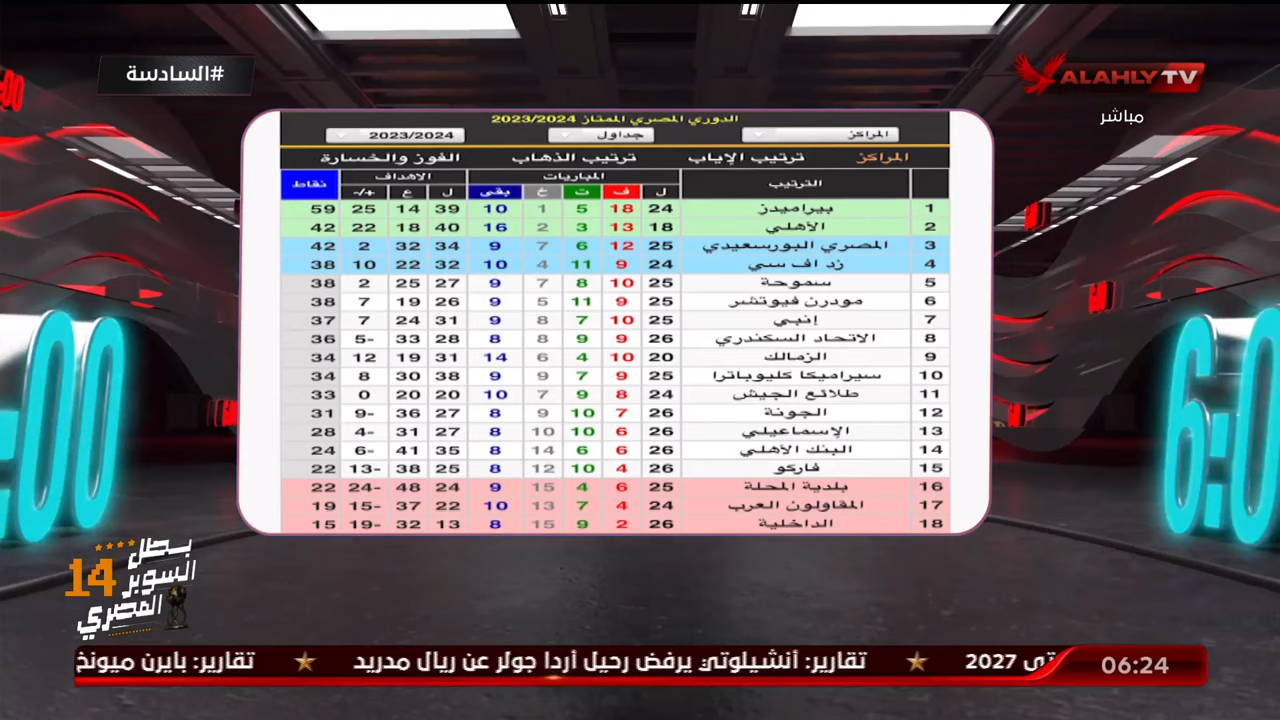 #السادسة
ALAHLY TV
مباشر
الدوري المصري الممتاز 2023/2024
المراكز جداول 2023/2024
المراكز ترتيب الإياب ترتيب الذهاب الفوز والخسارة
الترتيب المباريات الاهداف نقاط
ل ف ت خ بقى ل ع +/-
1 بيراميدز 24 18 5 1 10 39 14 25 59
2 الأهلي 18 13 3 2 16 40 18 22 42
3 المصري البورسعيدي 25 12 6 7 9 34 32 2 42
4 زد اف سي 24 9 11 4 10 32 22 10 38
5 سموحة 25 10 8 7 9 27 25 2 38
6 مودرن فيوتشر 25 9 11 5 9 26 19 7 38
7 إنبي 25 10 7 8 9 31 24 7 37
8 الاتحاد السكندري 26 9 9 8 8 28 33 -5 36
9 الزمالك 20 10 4 6 14 31 19 12 34
10 سيراميكا كليوباترا 25 9 7 9 9 38 30 8 34
11 طلائع الجيش 24 8 9 7 10 20 20 0 33
12 الجونة 26 7 10 9 8 27 36 -9 31
13 الإسماعيلي 26 6 10 10 8 27 31 -4 28
14 البنك الأهلي 26 6 6 14 8 35 41 -6 24
15 فاركو 26 4 10 12 8 25 38 -13 22
16 بلدية المحلة 25 6 4 15 9 24 48 -24 22
17 المقاولون العرب 24 4 7 13 10 22 37 -15 19
18 الداخلية 26 2 9 15 8 13 32 -19 15
6:0
:00
:00
بطل
السوبر 14
المصري
06:24
تى 2027 ★ تقارير: أنشيلوتي يرفض رحيل أردا جولر عن ريال مدريد ★ تقارير: بايرن ميونخ